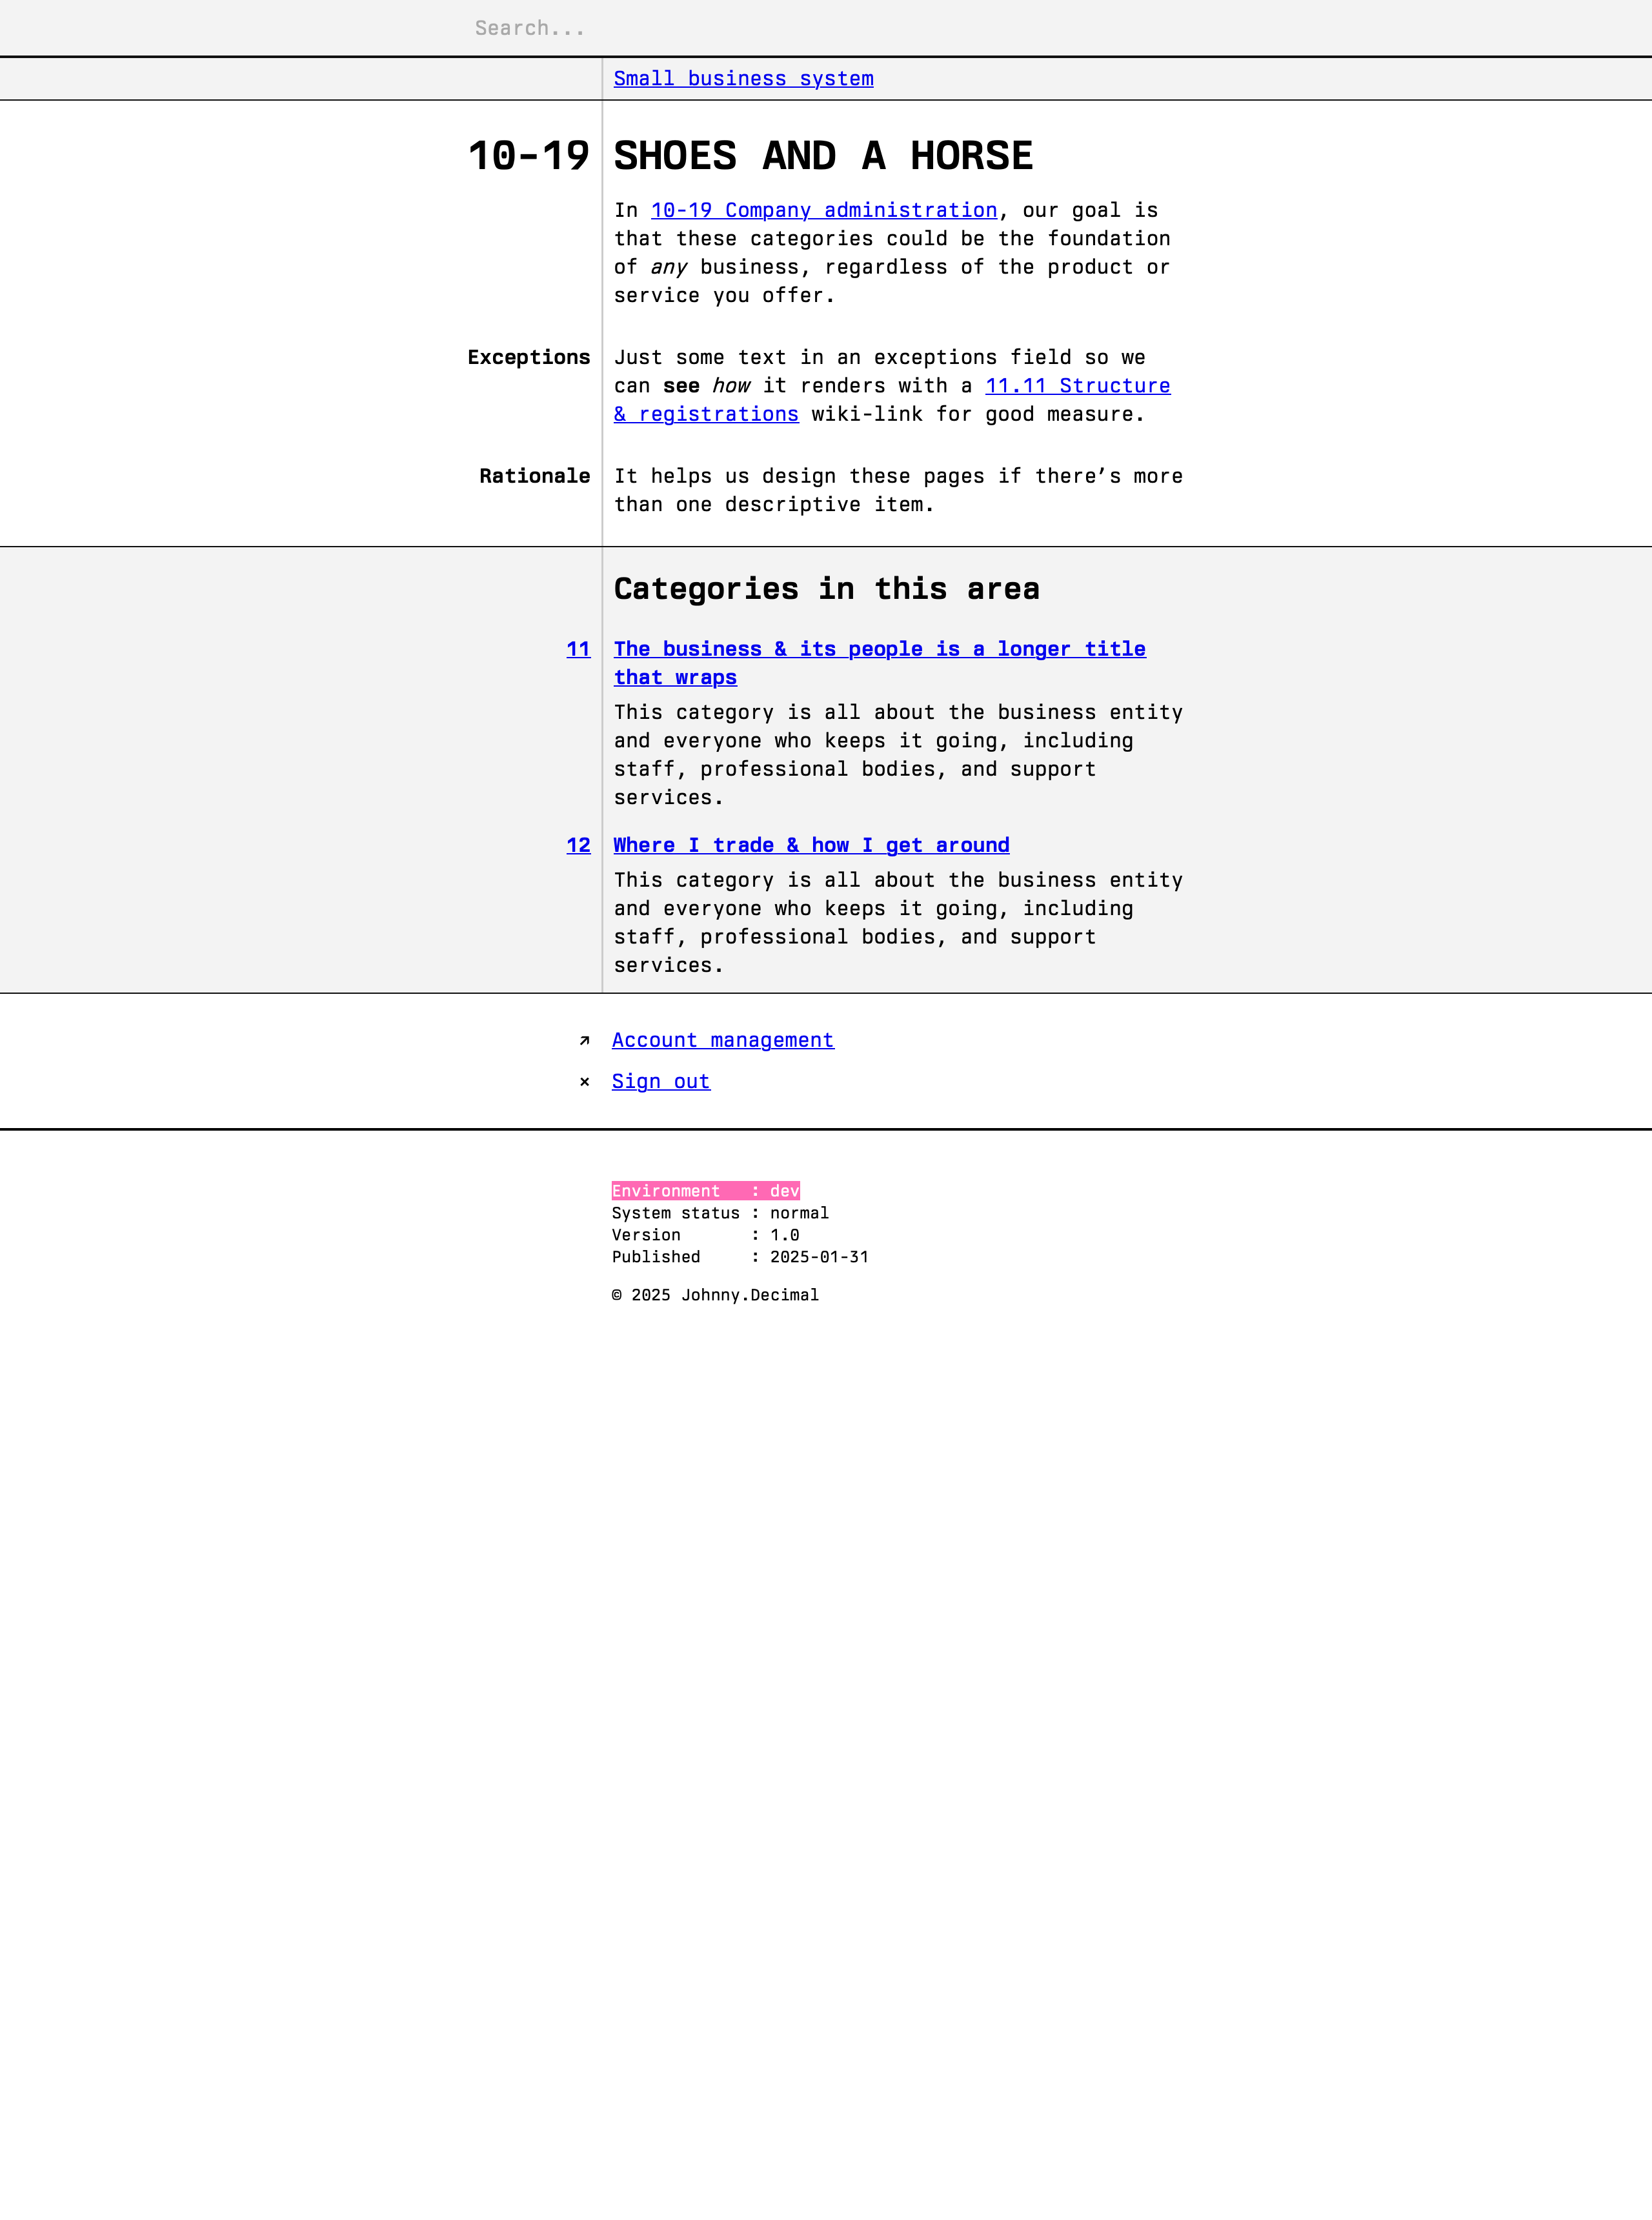 Search...
Small business system
10-19 SHOES AND A HORSE
In 10-19 Company administration, our goal is
that these categories could be the foundation
of any business, regardless of the product or
service you offer.
Exceptions Just some text in an exceptions field so we
can see how it renders with a 11.11 Structure
& registrations wiki-link for good measure.
Rationale It helps us design these pages if there’s more
than one descriptive item.
Categories in this area
11 The business & its people is a longer title
that wraps
This category is all about the business entity
and everyone who keeps it going, including
staff, professional bodies, and support
services.
12 Where I trade & how I get around
This category is all about the business entity
and everyone who keeps it going, including
staff, professional bodies, and support
services.
↗ Account management
× Sign out
Environment   : dev
System status : normal
Version       : 1.0
Published     : 2025-01-31
© 2025 Johnny.Decimal